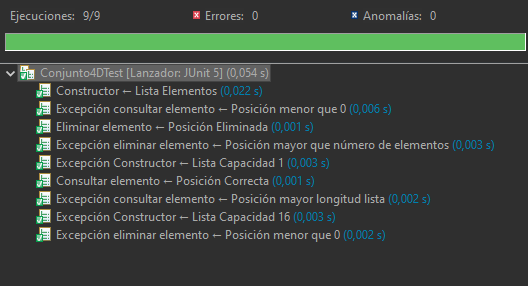 Ejecuciones: 9/9 Errores: 0 Anomalías: 0
Conjunto4DTest [Lanzador: JUnit 5] (0,054 s)
Constructor ← Lista Elementos (0,022 s)
Excepción consultar elemento ← Posición menor que 0 (0,006 s)
Eliminar elemento ← Posición Eliminada (0,001 s)
Excepción eliminar elemento ← Posición mayor que número de elementos (0,003 s)
Excepción Constructor ← Lista Capacidad 1 (0,003 s)
Consultar elemento ← Posición Correcta (0,001 s)
Excepción consultar elemento ← Posición mayor longitud lista (0,002 s)
Excepción Constructor ← Lista Capacidad 16 (0,003 s)
Excepción eliminar elemento ← Posición menor que 0 (0,002 s)